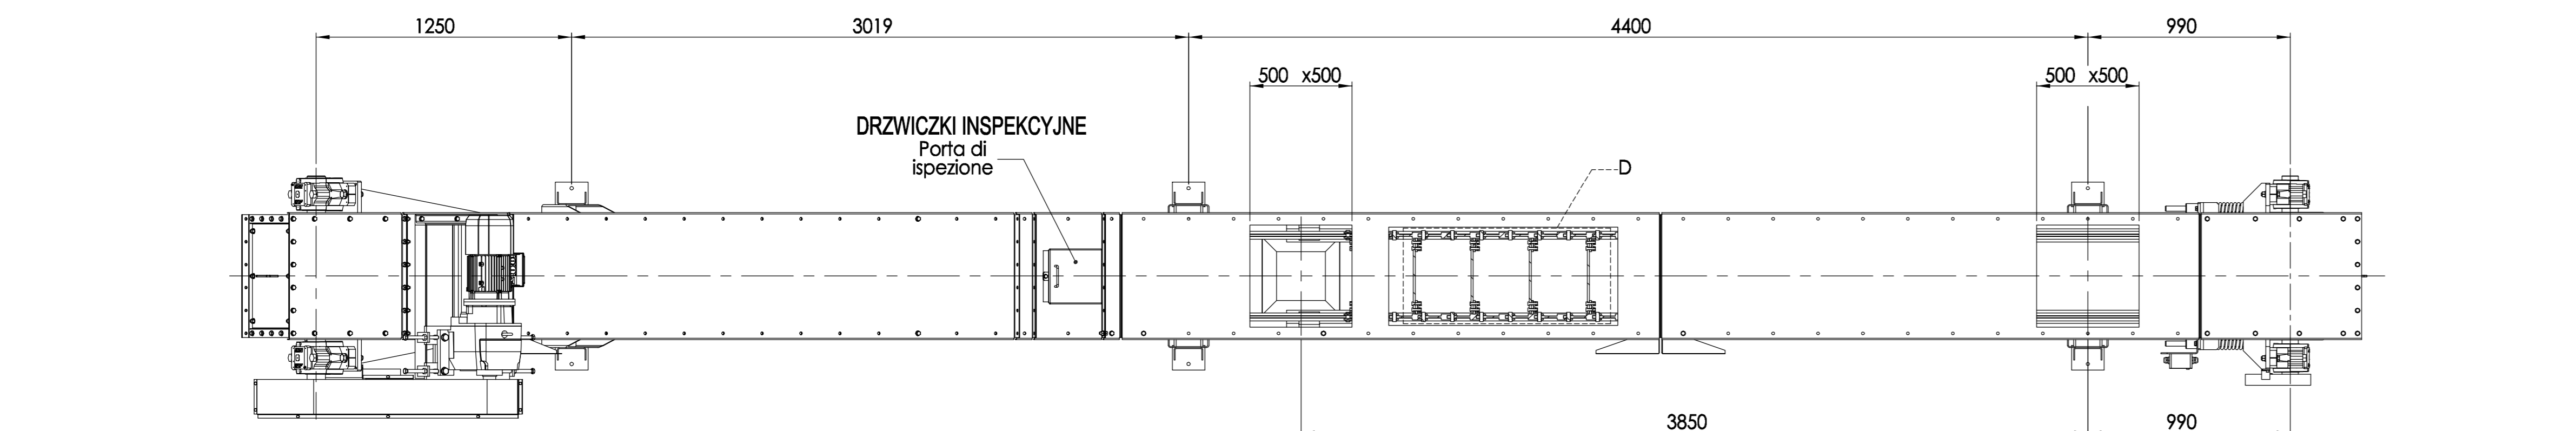 1250 3019 4400 990
500 x500 500 x500
DRZWICZKI INSPEKCYJNE
Porta di
ispezione
D
3850 990